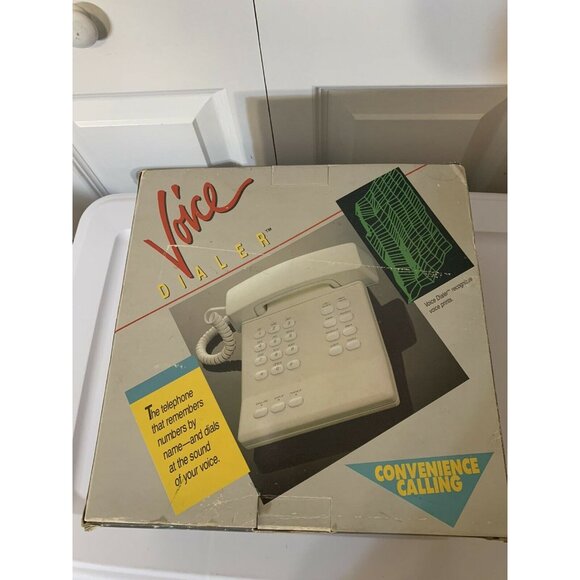 Voice
DIALER™
Voice Dialer™ recognizes
voice prints.
The telephone
that remembers
numbers by
name—and dials
at the sound
of your voice.
CONVENIENCE
CALLING